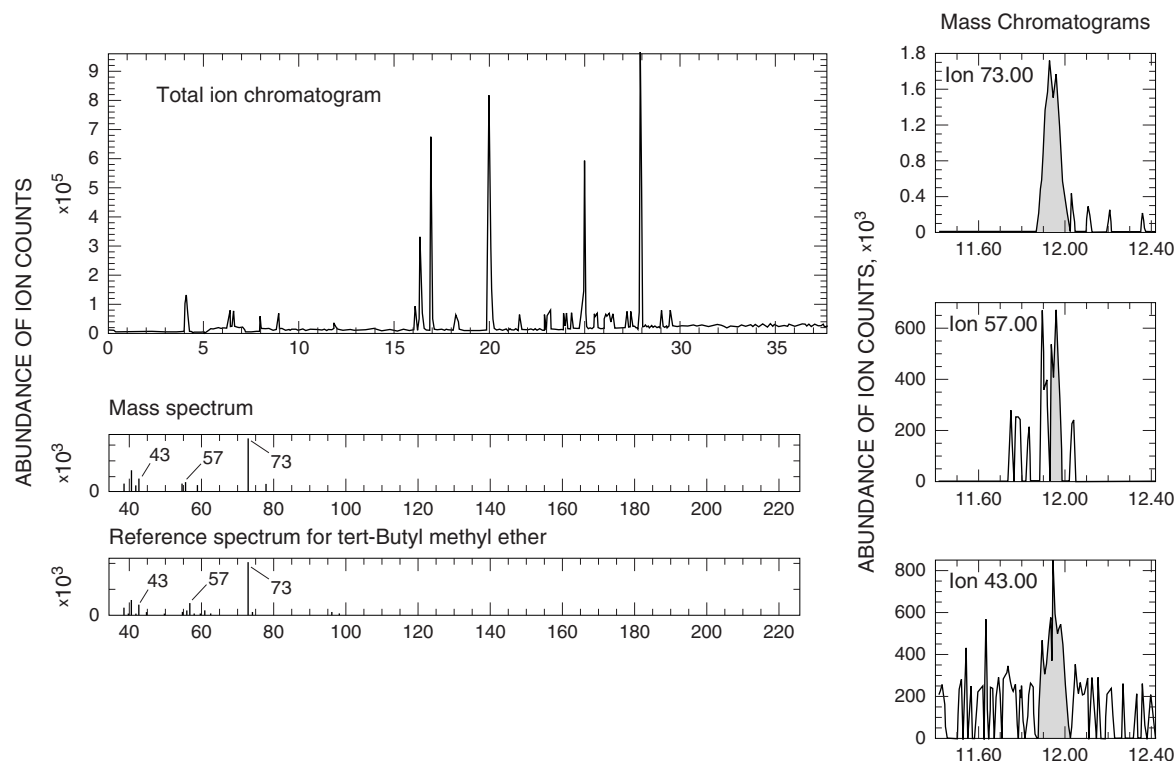 Total ion chromatogram
ABUNDANCE OF ION COUNTS
x10⁵
9
8
7
6
5
4
3
2
1
0
0 5 10 15 20 25 30 35
Mass spectrum
x10³
43 57 73
0
40 60 80 100 120 140 160 180 200 220
Reference spectrum for tert-Butyl methyl ether
x10³
43 57 73
0
40 60 80 100 120 140 160 180 200 220
Mass Chromatograms
ABUNDANCE OF ION COUNTS, x10³
Ion 73.00
1.8
1.6
1.2
0.8
0.4
0
11.60 12.00 12.40
Ion 57.00
600
400
200
0
11.60 12.00 12.40
Ion 43.00
800
600
400
200
0
11.60 12.00 12.40